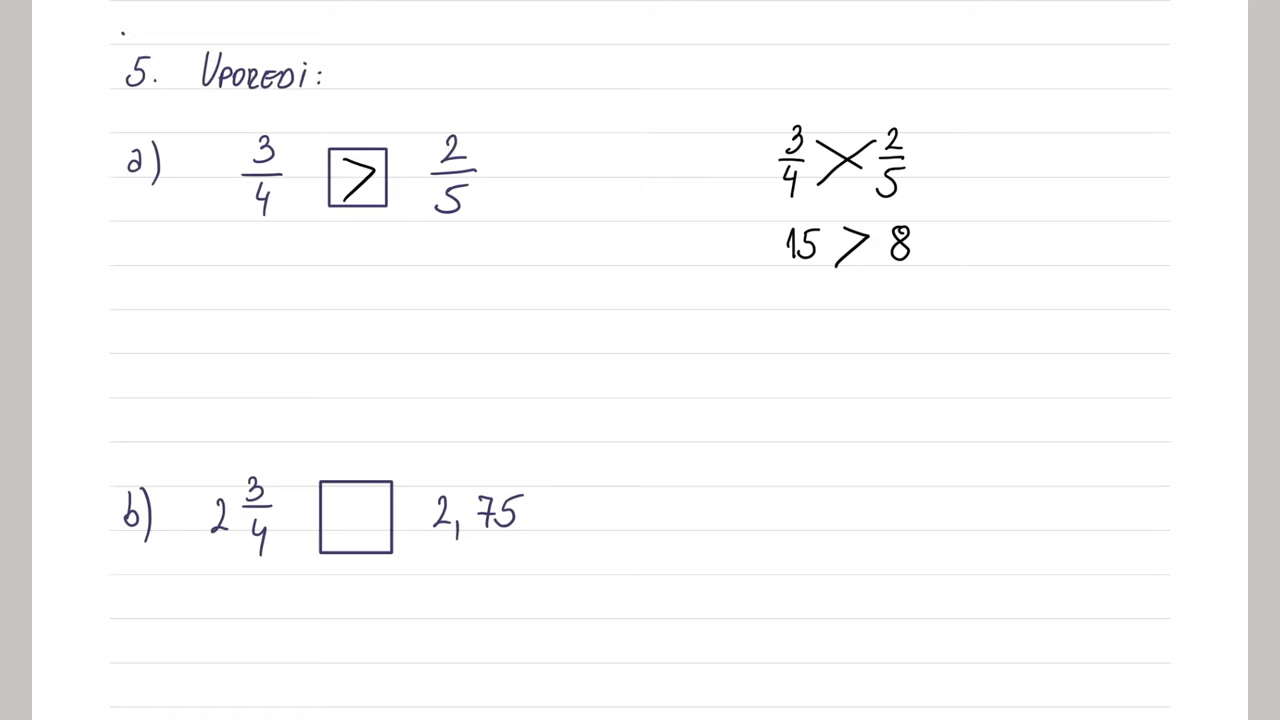 5. UPOREDI:
a) 3/4 > 2/5
3/4 2/5
15 > 8
b) 2 3/4 □ 2,75